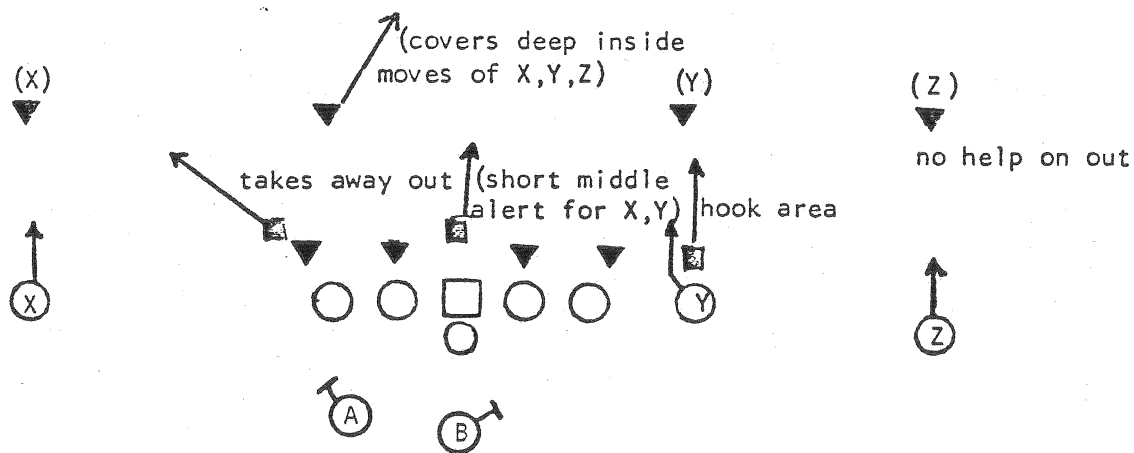 (covers deep inside
moves of X,Y,Z)
(X)
(Y)
(Z)
no help on out
takes away out
(short middle
alert for X,Y)
hook area
X
Y
Z
A
B